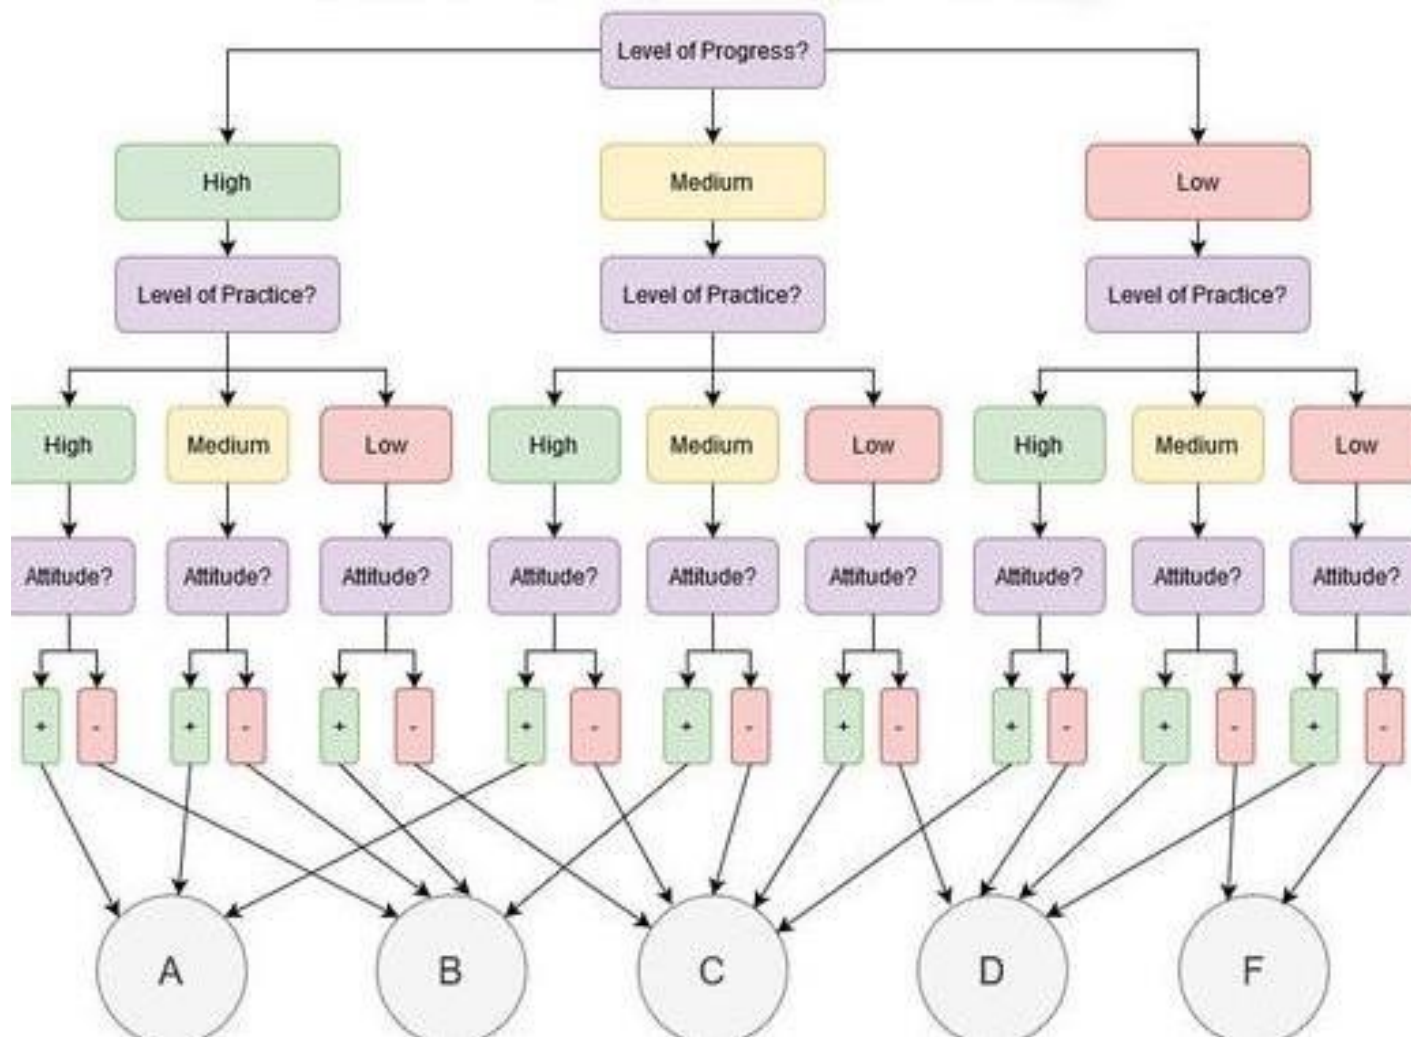 Level of Progress?
High
Medium
Low
Level of Practice?
Level of Practice?
Level of Practice?
High
Medium
Low
High
Medium
Low
High
Medium
Low
Attitude?
Attitude?
Attitude?
Attitude?
Attitude?
Attitude?
Attitude?
Attitude?
Attitude?
+
-
+
-
+
-
+
-
+
-
+
-
+
-
+
-
+
-
A
B
C
D
F